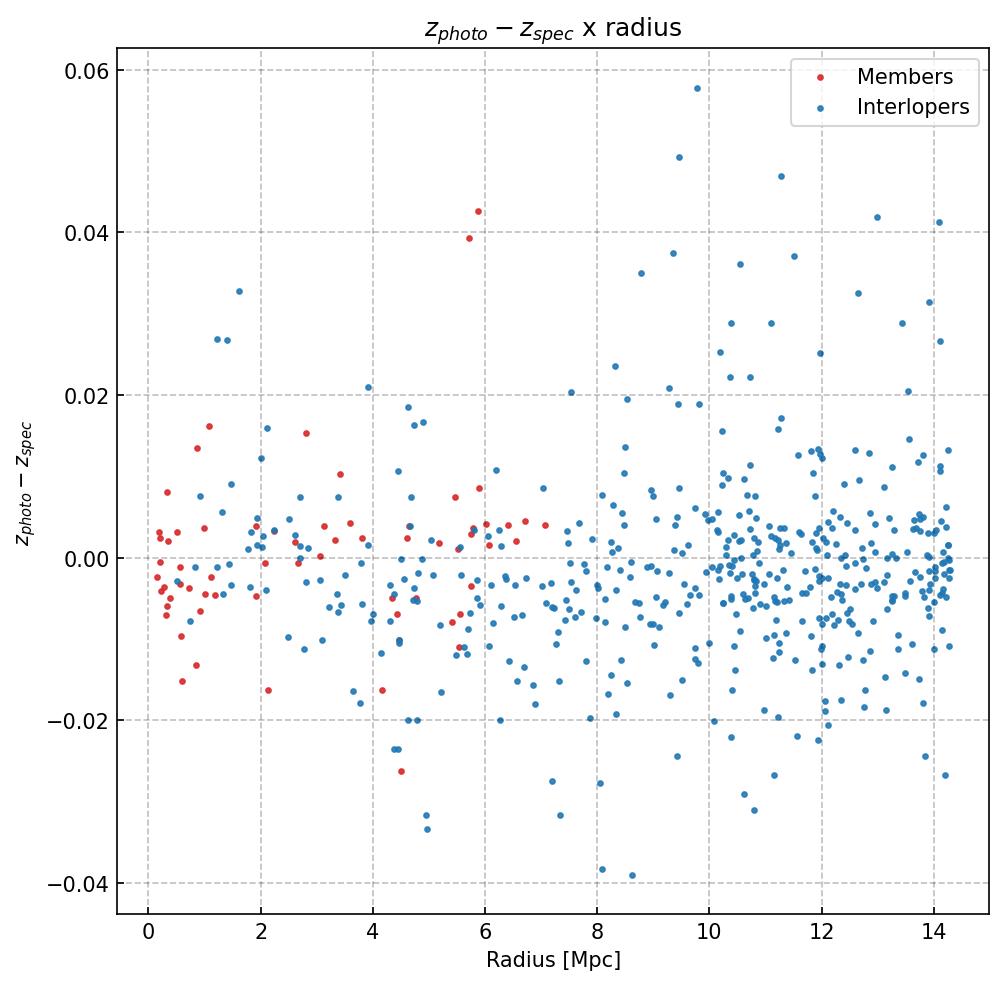 z_photo − z_spec x radius
Members
Interlopers
0.06
0.04
0.02
0.00
−0.02
−0.04
z_photo − z_spec
0 2 4 6 8 10 12 14
Radius [Mpc]